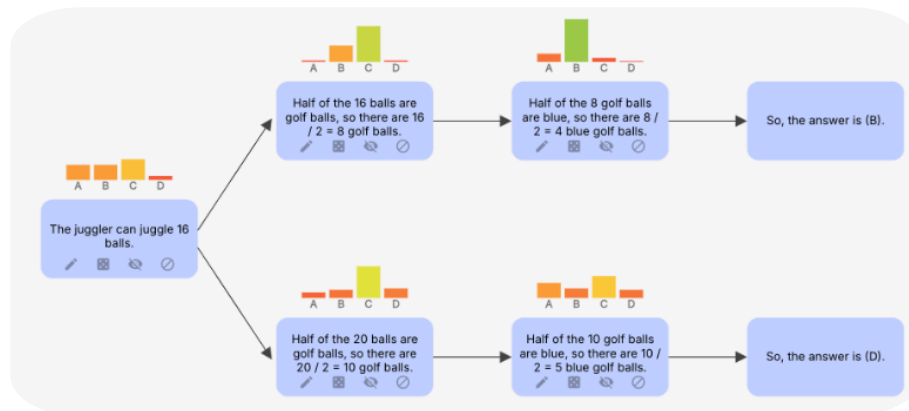 A B C D
Half of the 16 balls are
golf balls, so there are 16
/ 2 = 8 golf balls.
A B C D
Half of the 8 golf balls
are blue, so there are 8 /
2 = 4 blue golf balls.
So, the answer is (B).
A B C D
The juggler can juggle 16
balls.
A B C D
Half of the 20 balls are
golf balls, so there are
20 / 2 = 10 golf balls.
A B C D
Half of the 10 golf balls
are blue, so there are 10 /
2 = 5 blue golf balls.
So, the answer is (D).